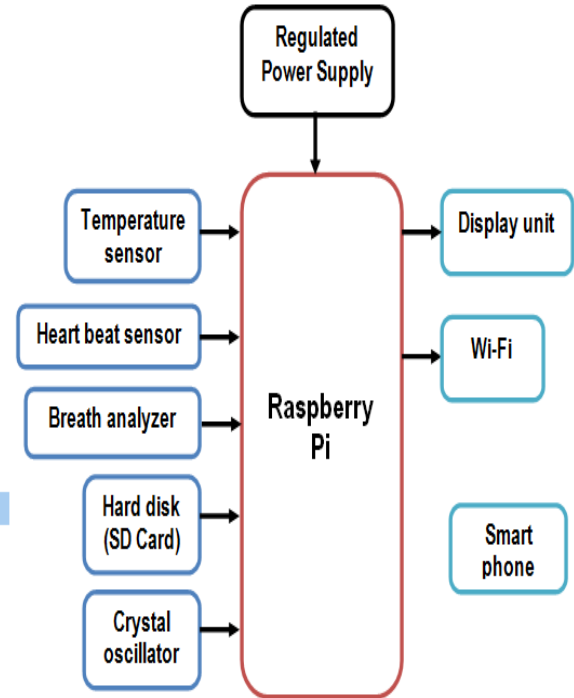 Regulated
Power Supply
Temperature
sensor
Heart beat sensor
Breath analyzer
Hard disk
(SD Card)
Crystal
oscillator
Raspberry
Pi
Display unit
Wi-Fi
Smart
phone